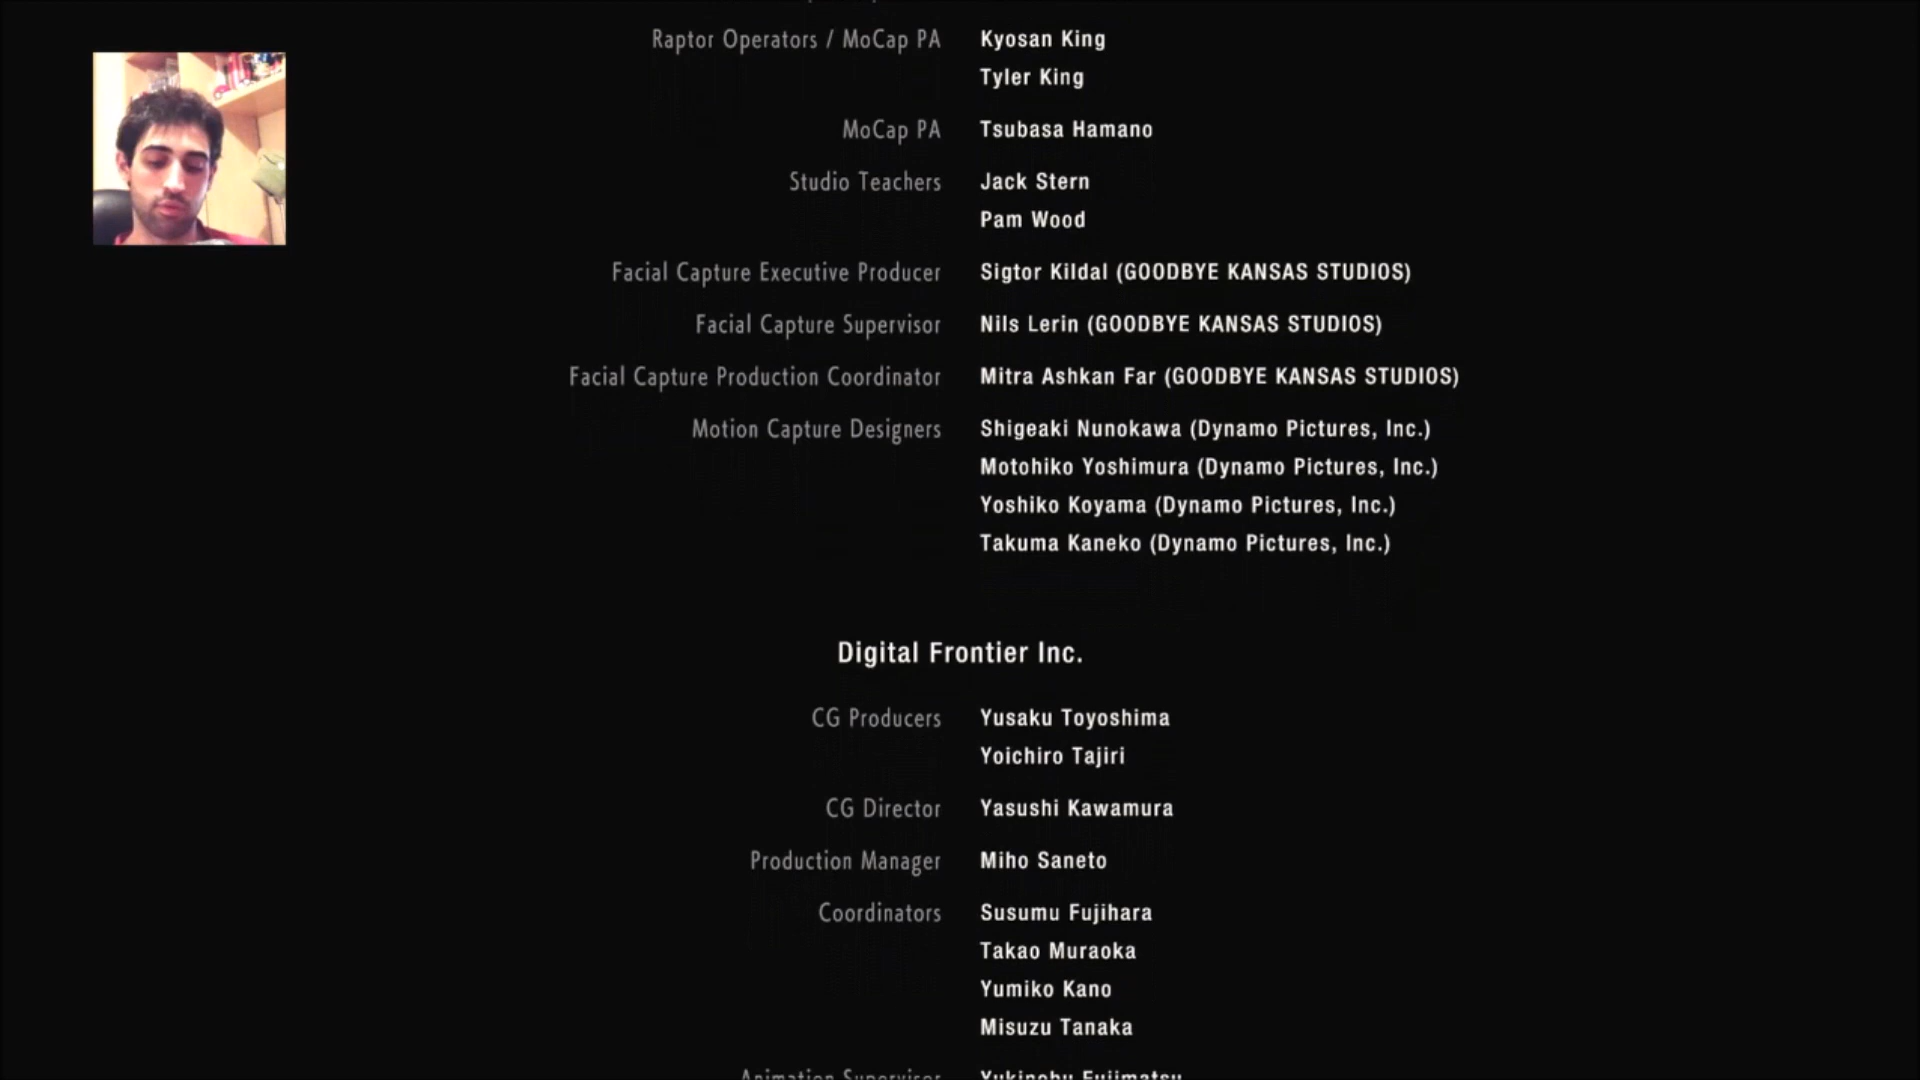 Raptor Operators / MoCap PA Kyosan King
Tyler King
MoCap PA Tsubasa Hamano
Studio Teachers Jack Stern
Pam Wood
Facial Capture Executive Producer Sigtor Kildal (GOODBYE KANSAS STUDIOS)
Facial Capture Supervisor Nils Lerin (GOODBYE KANSAS STUDIOS)
Facial Capture Production Coordinator Mitra Ashkan Far (GOODBYE KANSAS STUDIOS)
Motion Capture Designers Shigeaki Nunokawa (Dynamo Pictures, Inc.)
Motohiko Yoshimura (Dynamo Pictures, Inc.)
Yoshiko Koyama (Dynamo Pictures, Inc.)
Takuma Kaneko (Dynamo Pictures, Inc.)
Digital Frontier Inc.
CG Producers Yusaku Toyoshima
Yoichiro Tajiri
CG Director Yasushi Kawamura
Production Manager Miho Saneto
Coordinators Susumu Fujihara
Takao Muraoka
Yumiko Kano
Misuzu Tanaka
Animation Supervisor Yukinobu Fujimatsu